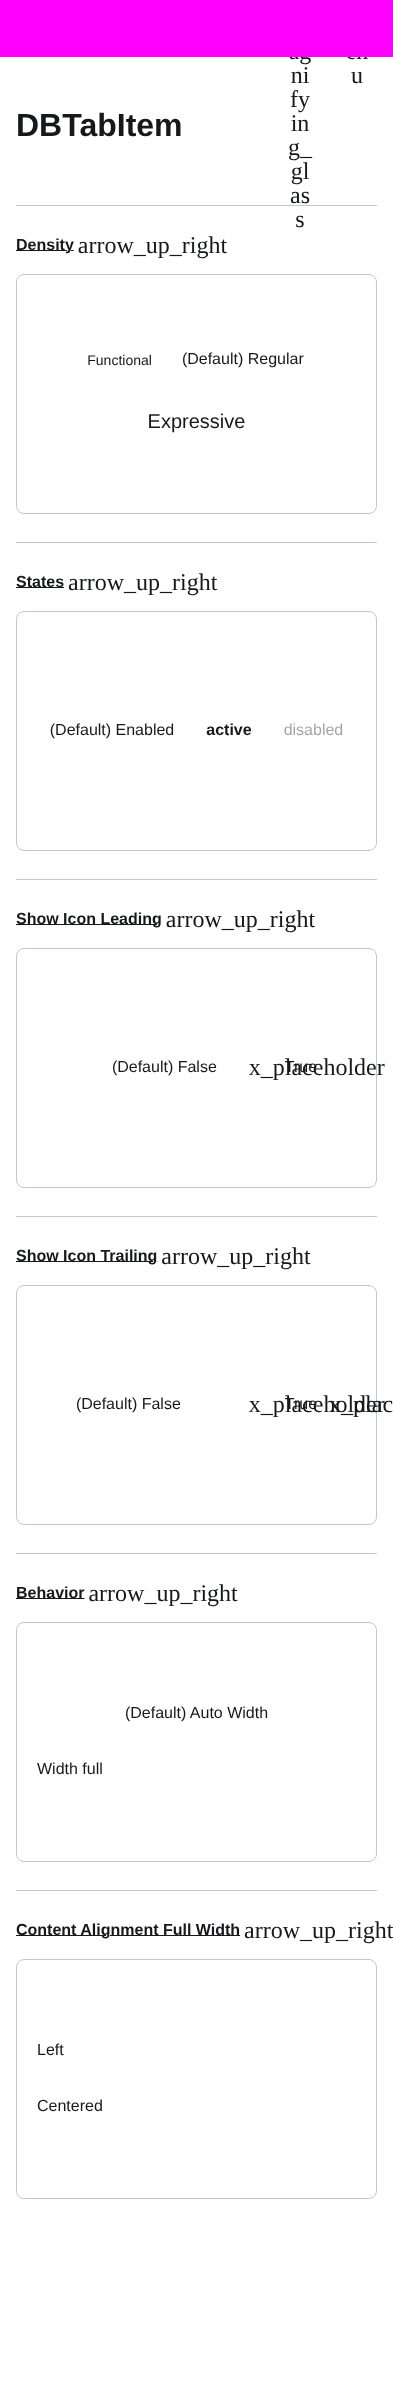 ni
fy
in
g_
gl
as
s
u
DBTabItem
Density arrow_up_right
Functional (Default) Regular
Expressive
States arrow_up_right
(Default) Enabled active disabled
Show Icon Leading arrow_up_right
(Default) False x_placeholder True
Show Icon Trailing arrow_up_right
(Default) False x_placeholder True x_plac
Behavior arrow_up_right
(Default) Auto Width
Width full
Content Alignment Full Width arrow_up_right
Left
Centered